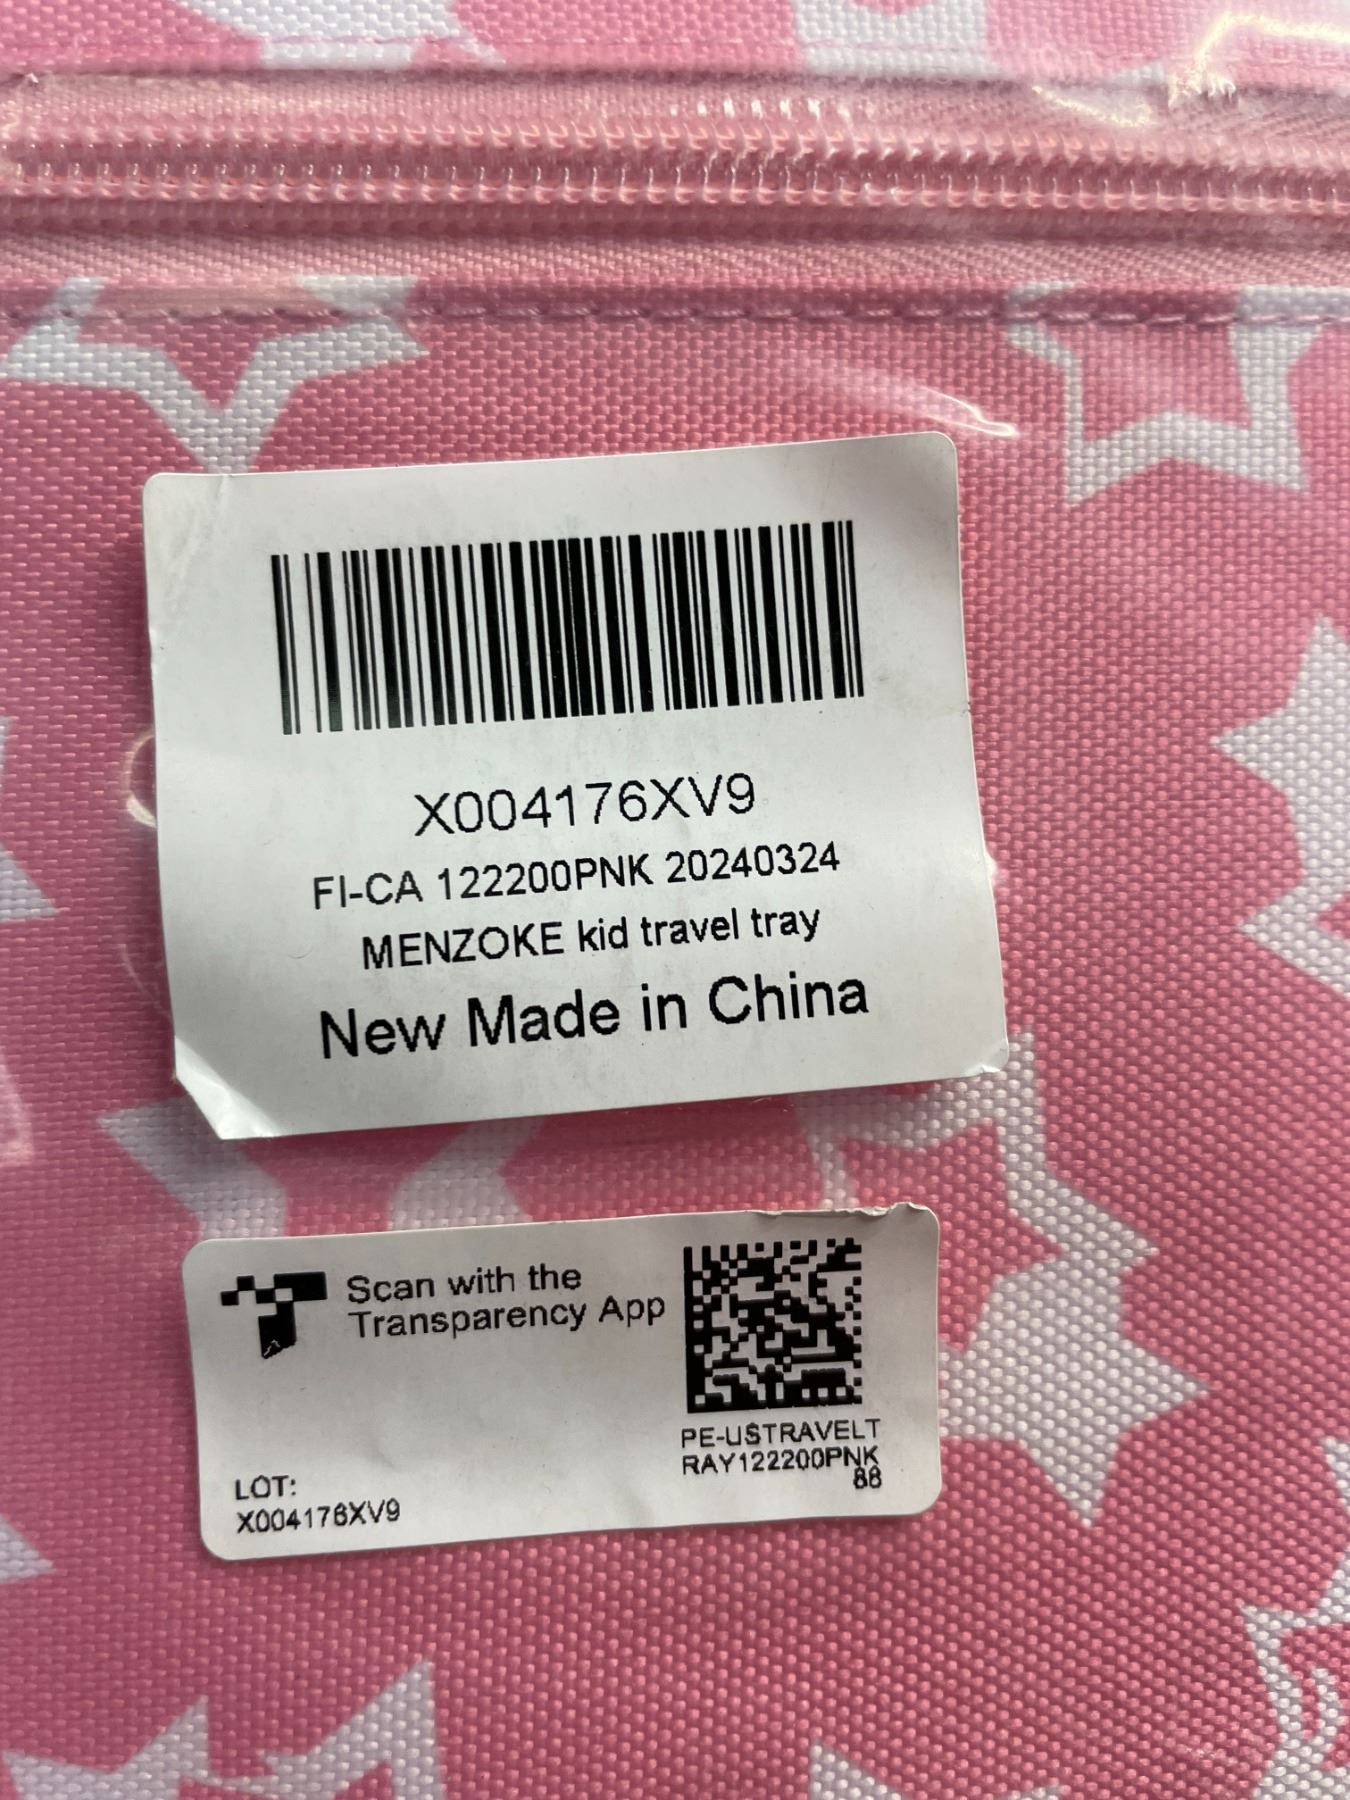 X004176XV9
FI-CA 122200PNK 20240324
MENZOKE kid travel tray
New Made in China
Scan with the
Transparency App
PE-USTRAVELT
RAY122200PNK
88
LOT:
X004176XV9